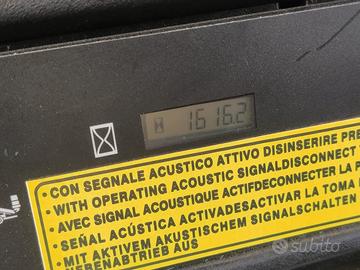 1616.2
• CON SEGNALE ACUSTICO ATTIVO DISINSERIRE PRE
• WITH OPERATING ACOUSTIC SIGNALDISCONNECT
• AVEC SIGNAL ACOUSTIQUE ACTIFDECONNECTER LA
• SEÑAL ACÚSTICA ACTIVADESACTIVAR LA TOMA
• MIT AKTIVEM AKUSTISCHEM SIGNALSCHALTEN
NEBENABTRIEB AUS
subito